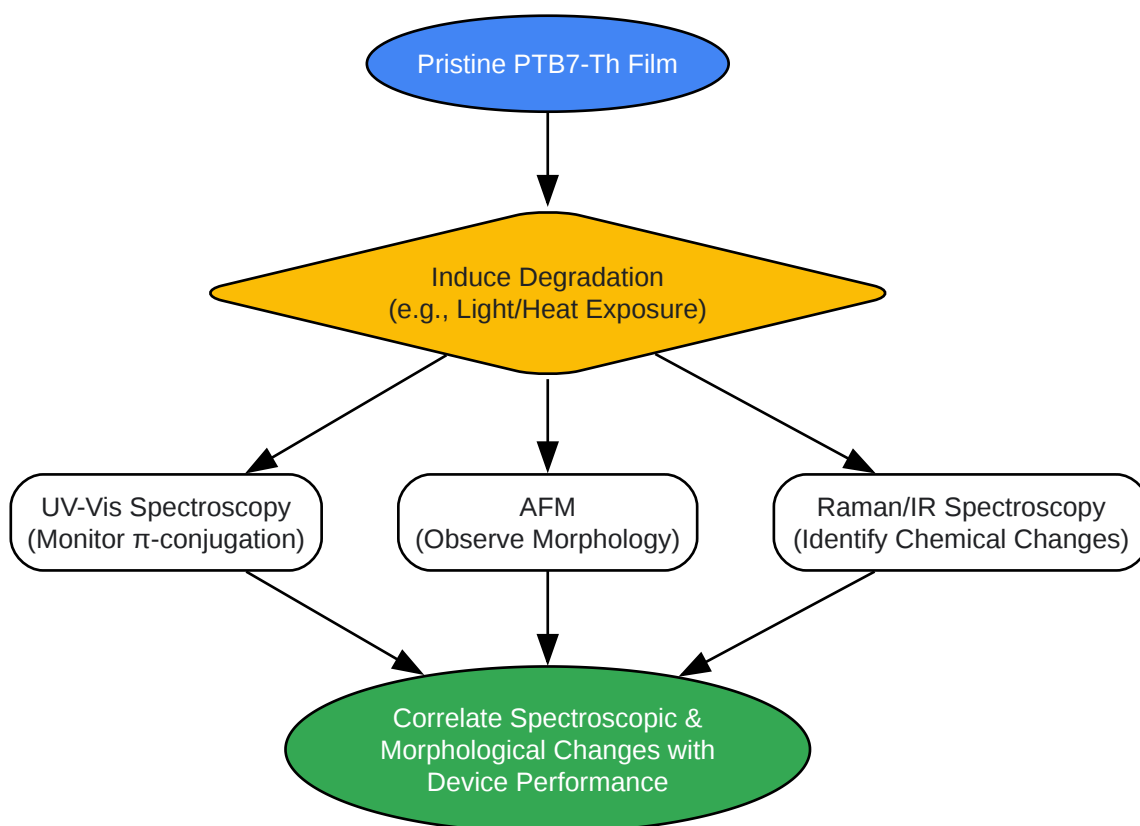 Pristine PTB7-Th Film
Induce Degradation
(e.g., Light/Heat Exposure)
UV-Vis Spectroscopy
(Monitor π-conjugation)
AFM
(Observe Morphology)
Raman/IR Spectroscopy
(Identify Chemical Changes)
Correlate Spectroscopic &
Morphological Changes with
Device Performance